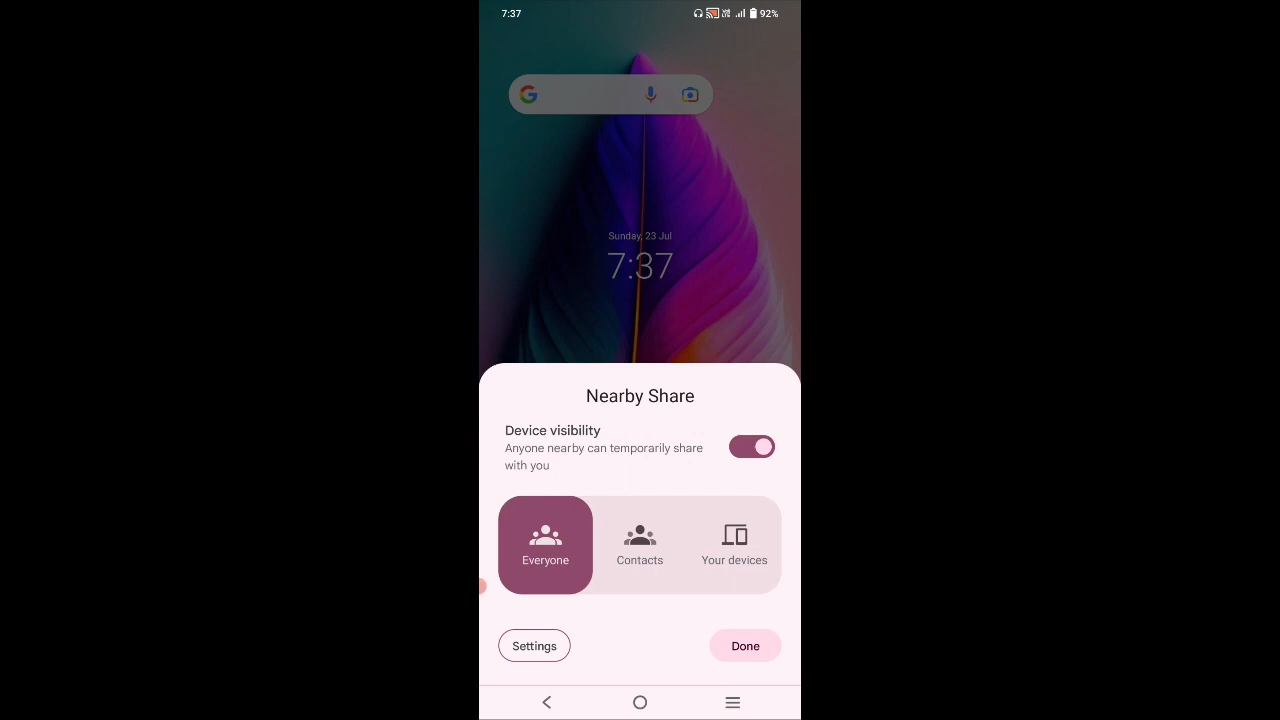 7:37
92%
Sunday, 23 Jul
7:37
Nearby Share
Device visibility
Anyone nearby can temporarily share
with you
Everyone
Contacts
Your devices
Settings
Done